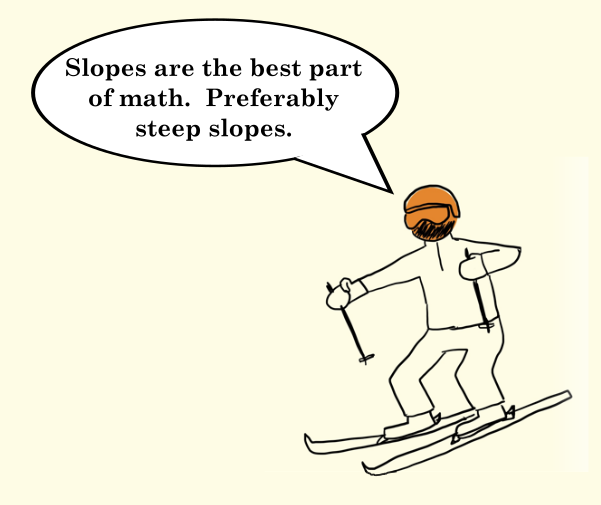 Slopes are the best part
of math. Preferably
steep slopes.